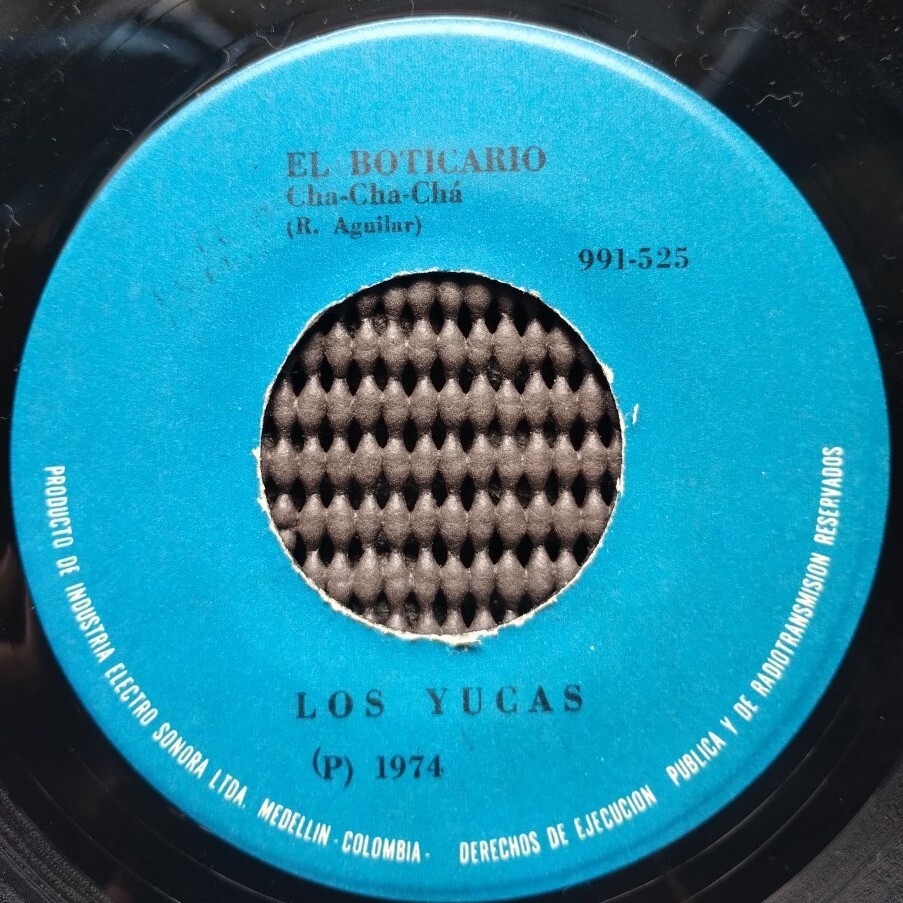 EL BOTICARIO
Cha-Cha-Chá
(R. Aguilar)
991-525
LOS YUCAS
(P) 1974
PRODUCTO DE INDUSTRIA ELECTRO SONORA LTDA. MEDELLIN - COLOMBIA - DERECHOS DE EJECUCION PUBLICA Y DE RADIOTRANSMISION RESERVADOS